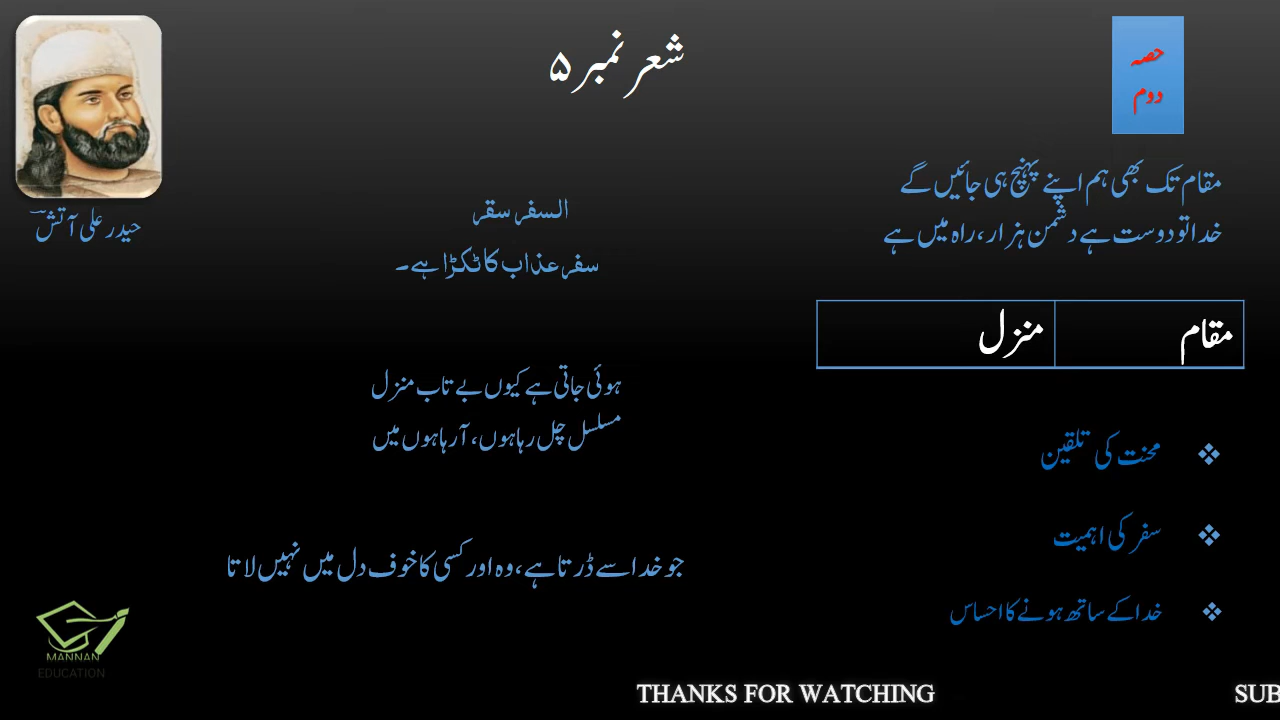 شعر نمبر ۵
حصہ
دوم
مقام تک بھی ہم اپنے پہنچ ہی جائیں گے
خدا تو دوست ہے دشمن ہزار، راہ میں ہے
حیدر علی آتشؔ
السفر سقر
سفر عذاب کا ٹکڑا ہے۔
مقام منزل
ہوئی جاتی ہے کیوں بے تاب منزل
مسلسل چل رہا ہوں، آ رہا ہوں میں
❖ محنت کی تلقین
❖ سفر کی اہمیت
❖ خدا کے ساتھ ہونے کا احساس
جو خدا سے ڈرتا ہے، وہ اور کسی کا خوف دل میں نہیں لاتا
MANNAN
EDUCATION
THANKS FOR WATCHING SUB